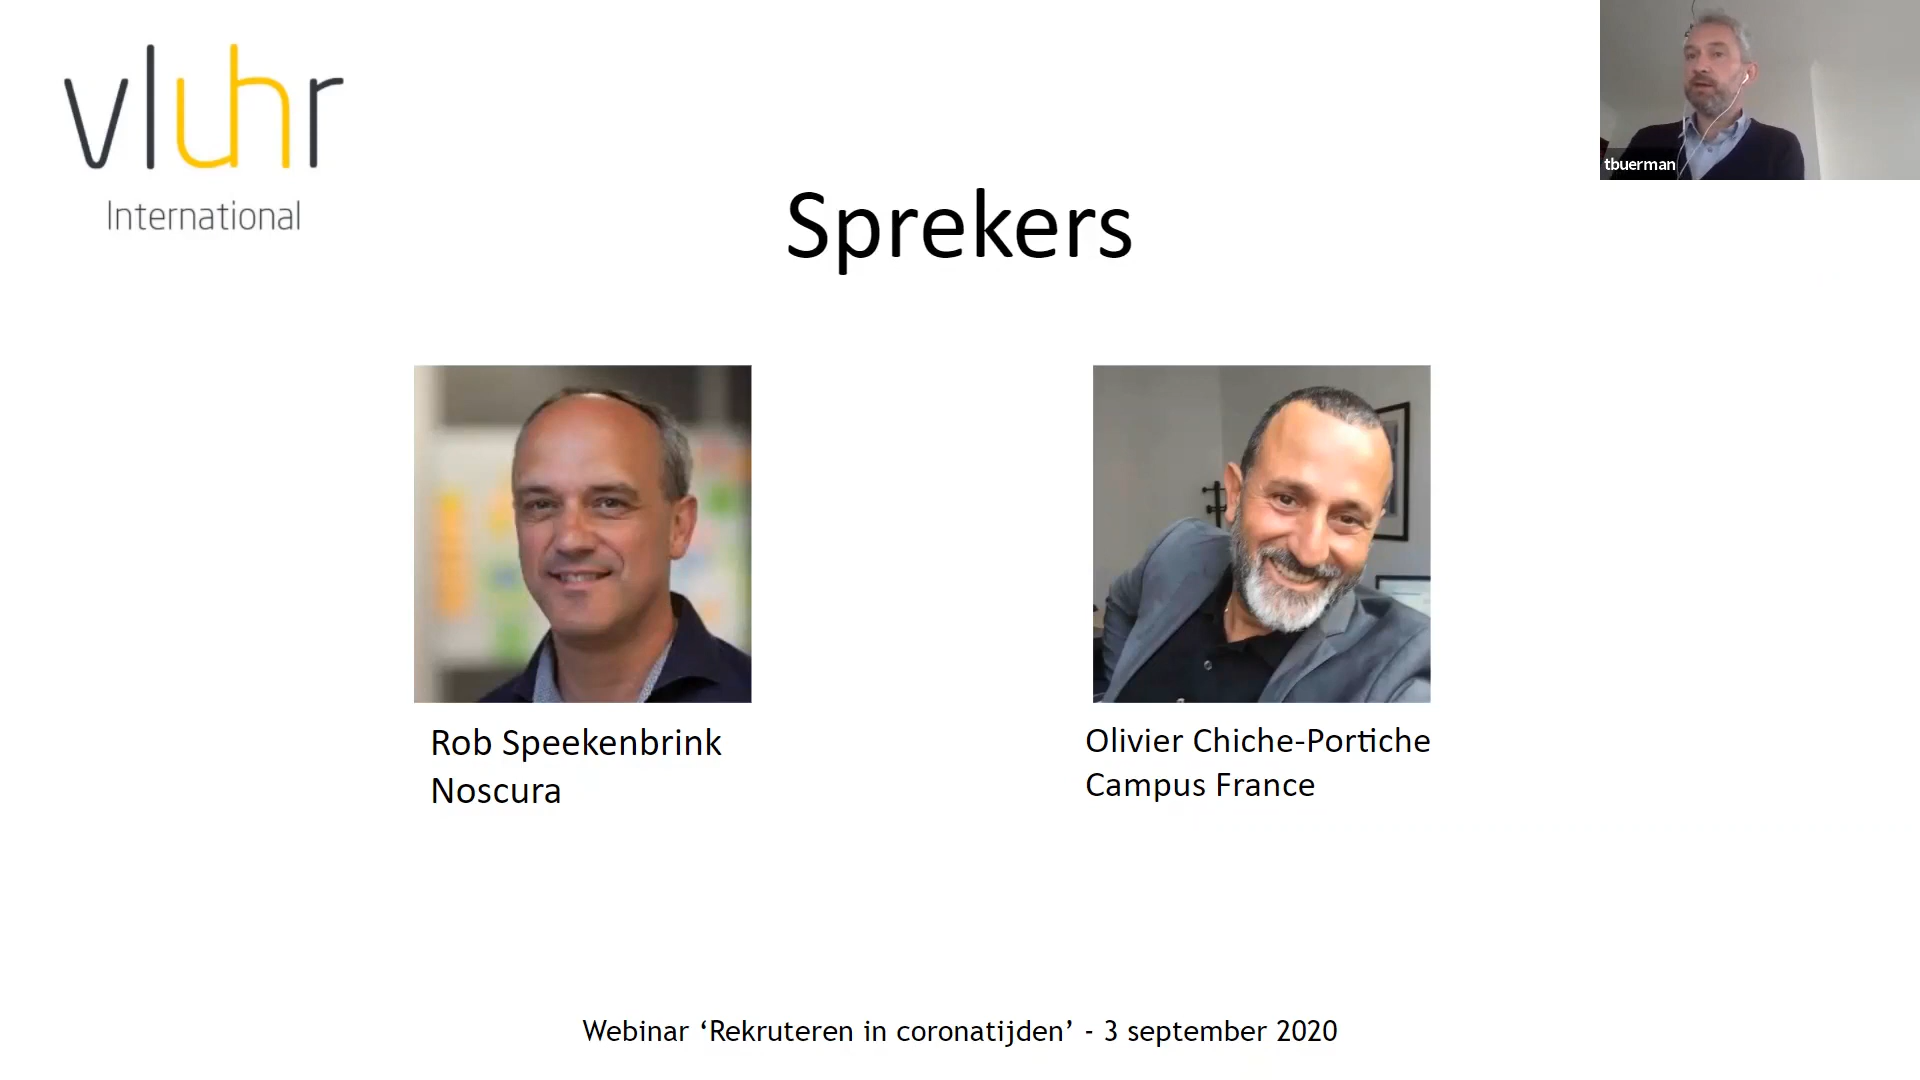 vluhr
International
tbuerman
Sprekers
Rob Speekenbrink
Noscura
Olivier Chiche-Portiche
Campus France
Webinar ‘Rekruteren in coronatijden’ - 3 september 2020